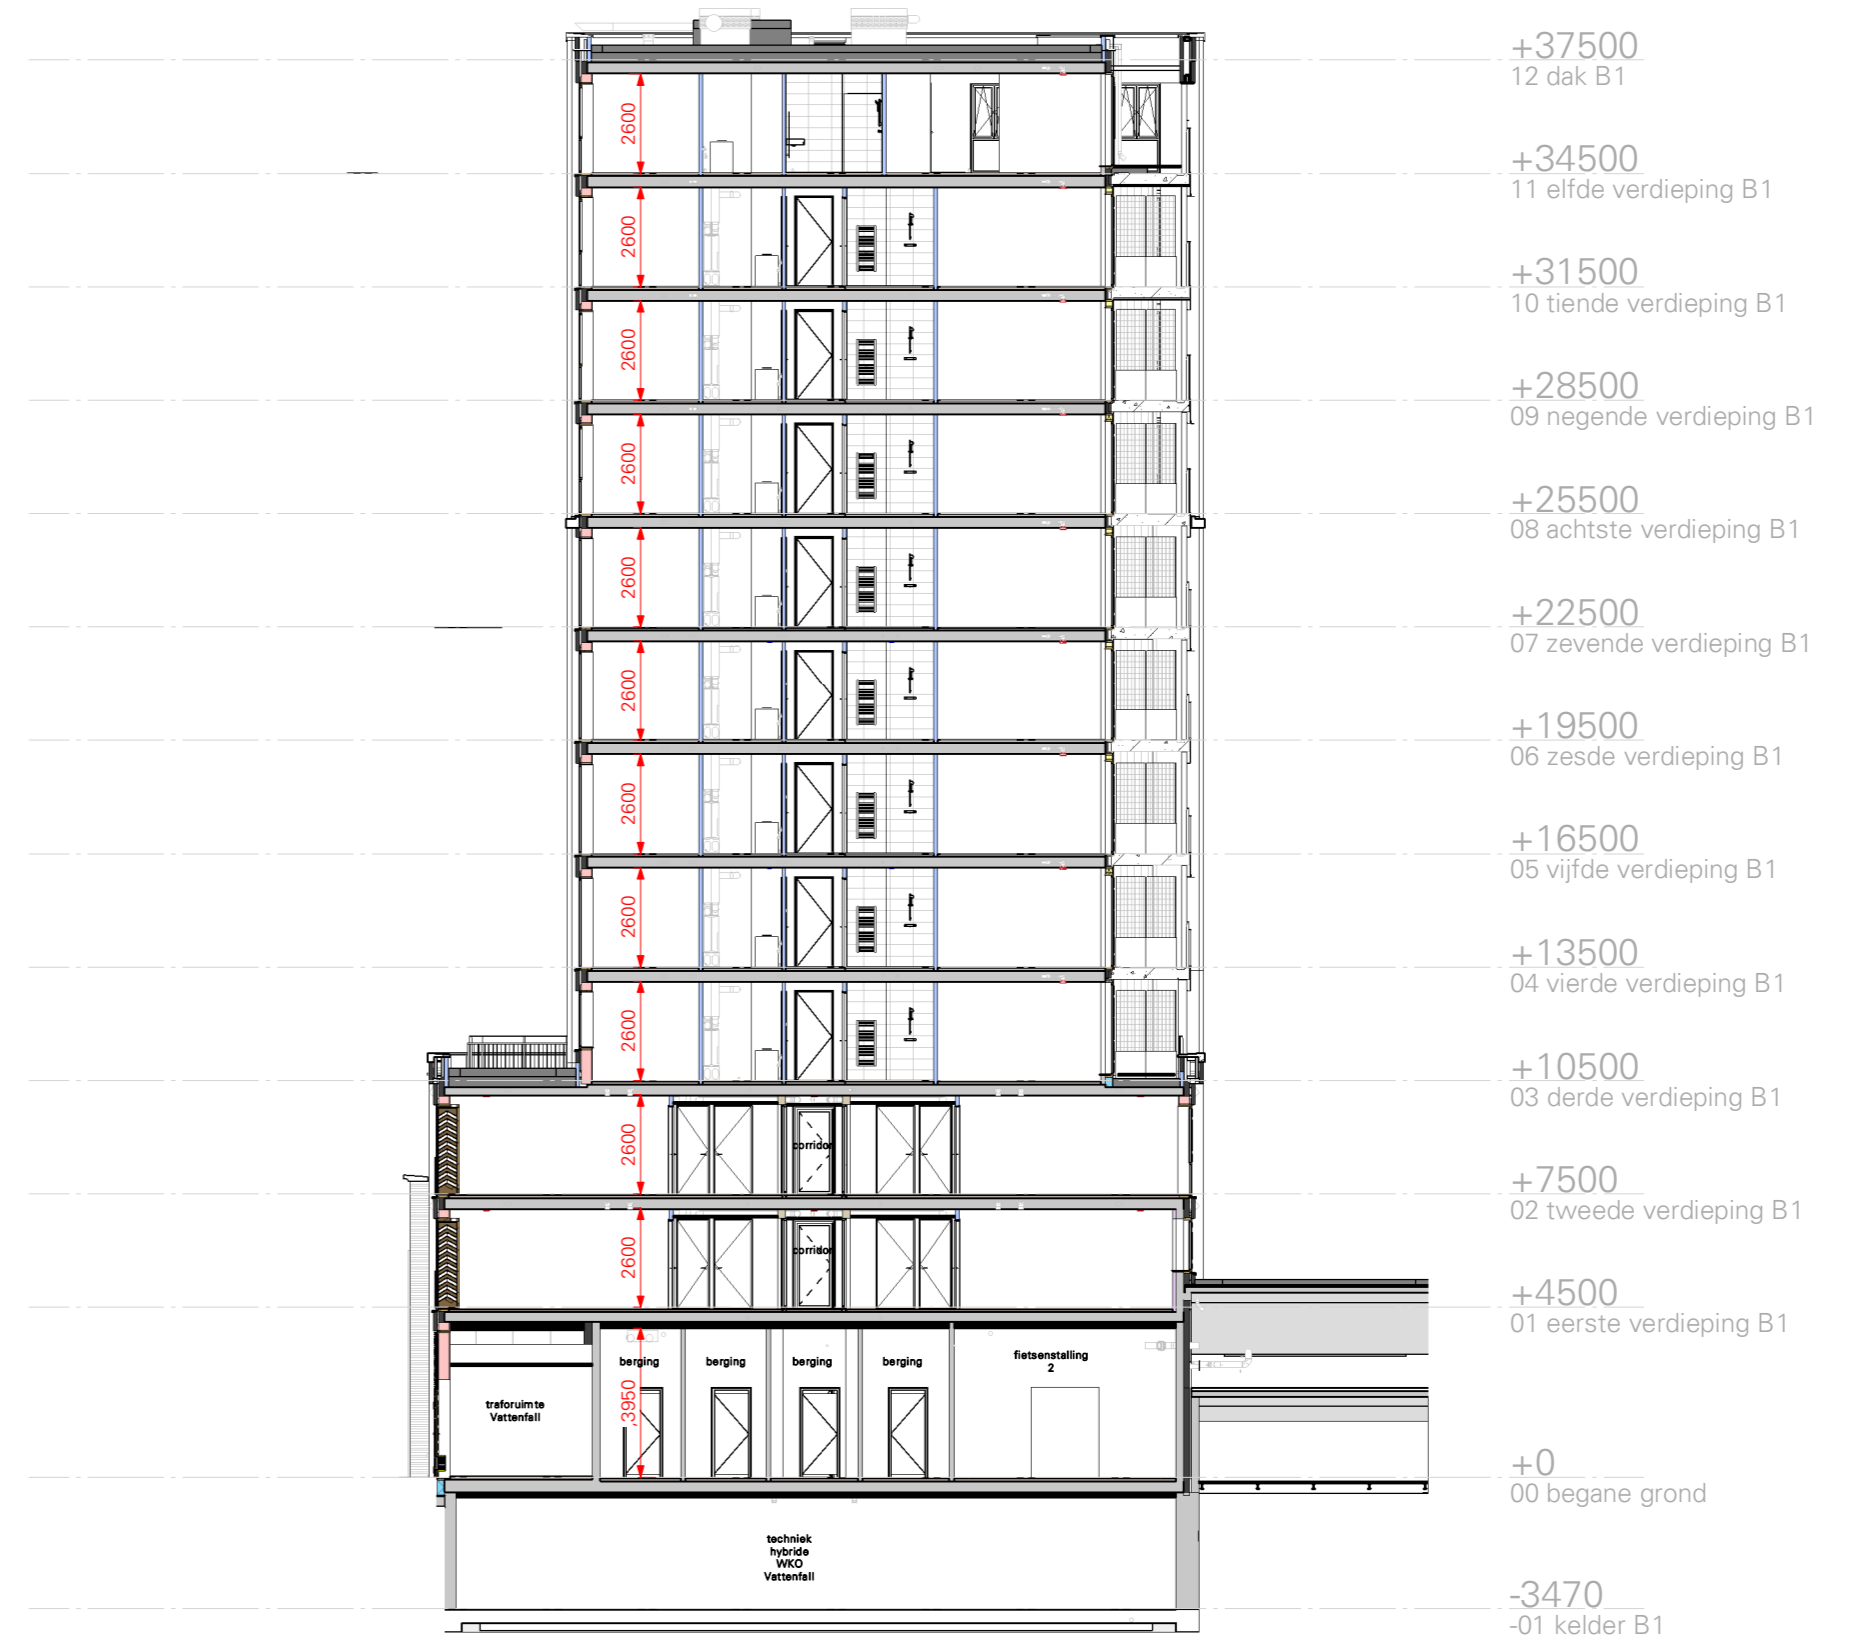 +37500
12 dak B1
2600
+34500
11 elfde verdieping B1
2600
+31500
10 tiende verdieping B1
2600
+28500
09 negende verdieping B1
2600
+25500
08 achtste verdieping B1
2600
+22500
07 zevende verdieping B1
2600
+19500
06 zesde verdieping B1
2600
+16500
05 vijfde verdieping B1
2600
+13500
04 vierde verdieping B1
2600
+10500
03 derde verdieping B1
2600
corridor
+7500
02 tweede verdieping B1
2600
corridor
+4500
01 eerste verdieping B1
berging
berging
berging
berging
fietsenstalling
2
3950
traforuimte
Vattenfall
+0
00 begane grond
techniek
hybride
WKO
Vattenfall
-3470
-01 kelder B1